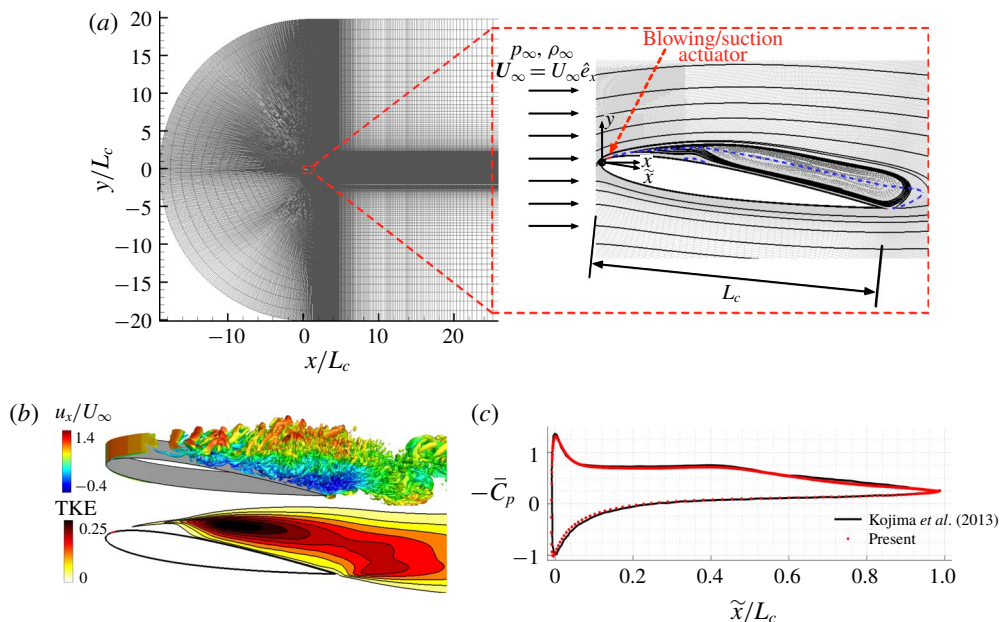 (a)
20
15
10
5
0
−5
−10
−15
−20
y/L_c
−10 0 10 20
x/L_c
p_∞, ρ_∞
U_∞ = U_∞ ê_x
Blowing/suction
actuator
y
x
x̃
L_c
(b)
u_x/U_∞
1.4
−0.4
TKE
0.25
0
(c)
1
0
−1
−C̄_p
Kojima et al. (2013)
Present
0 0.2 0.4 0.6 0.8 1.0
x̃/L_c